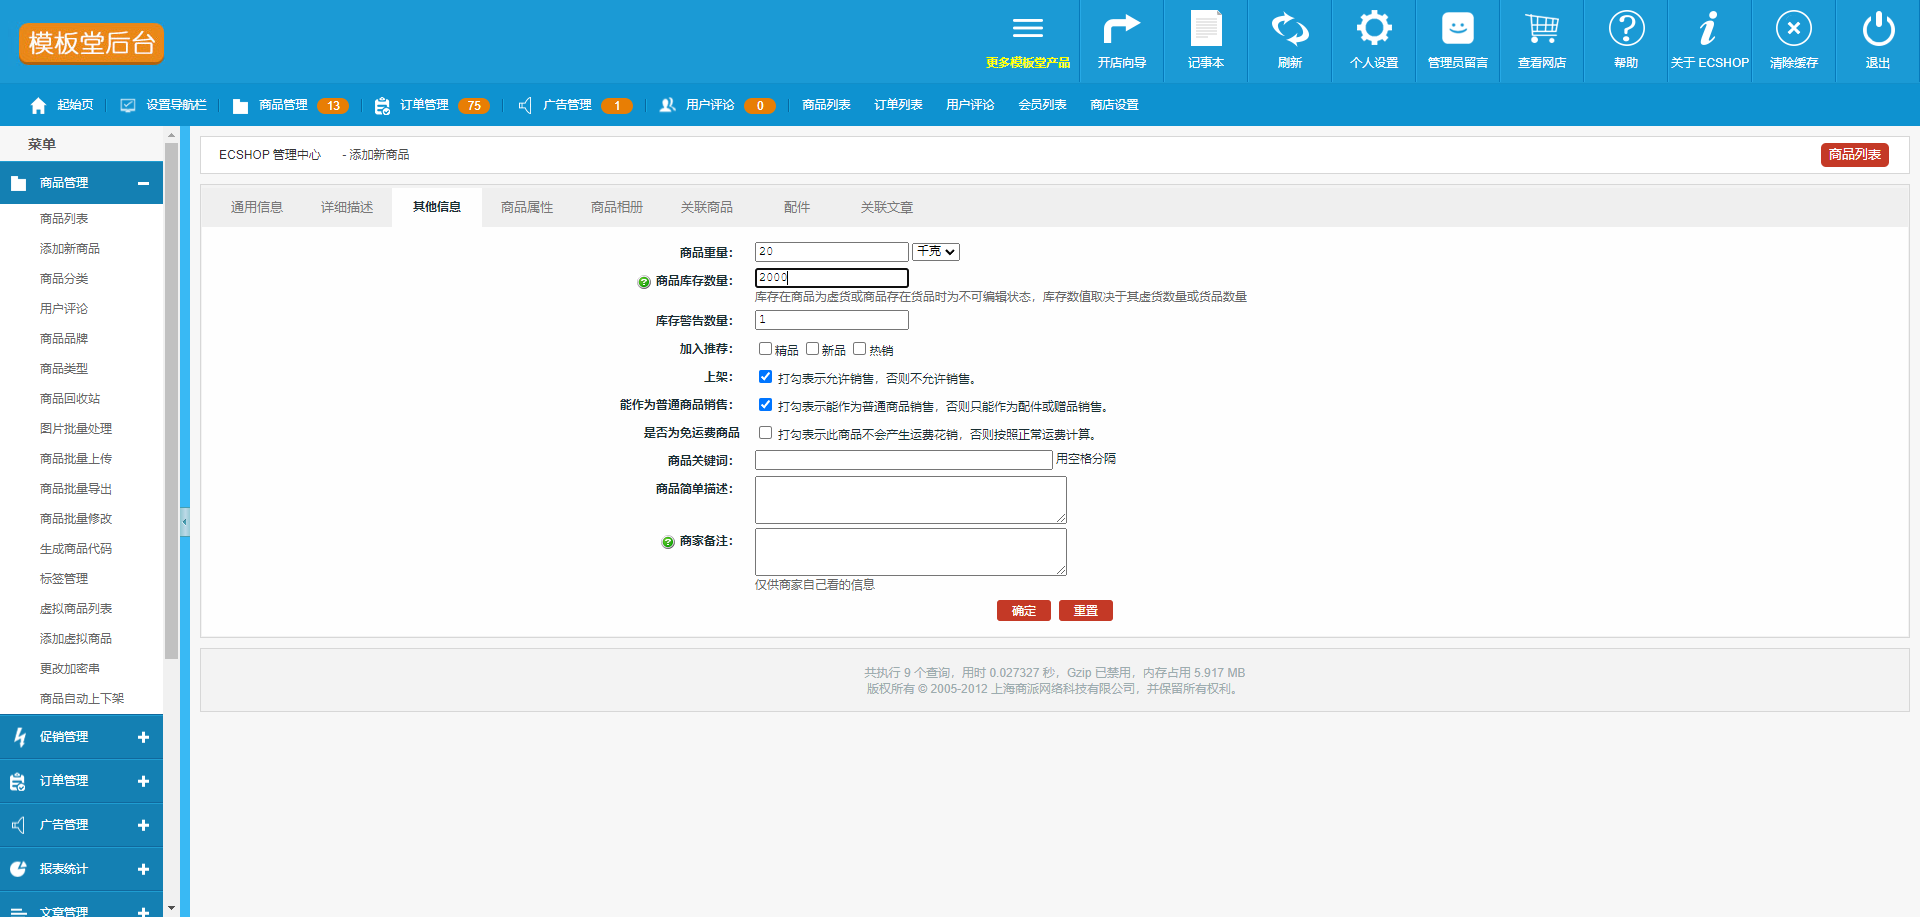 模板堂后台
更多模板堂产品 开店向导 记事本 刷新 个人设置 管理员留言 查看网店 帮助 关于 ECSHOP 清除缓存 退出
起始页 设置导航栏 商品管理 13 订单管理 75 广告管理 1 用户评论 0 商品列表 订单列表 用户评论 会员列表 商店设置
菜单
商品管理
商品列表
添加新商品
商品分类
用户评论
商品品牌
商品类型
商品回收站
图片批量处理
商品批量上传
商品批量导出
商品批量修改
生成商品代码
标签管理
虚拟商品列表
添加虚拟商品
更改加密串
商品自动上下架
促销管理
订单管理
广告管理
报表统计
文章管理
ECSHOP 管理中心 - 添加新商品 商品列表
通用信息 详细描述 其他信息 商品属性 商品相册 关联商品 配件 关联文章
商品重量： 20 千克
商品库存数量： 2000
库存在商品为虚货或商品存在货品时为不可编辑状态，库存数值取决于其虚货数量或货品数量
库存警告数量： 1
加入推荐： 精品 新品 热销
上架： 打勾表示允许销售，否则不允许销售。
能作为普通商品销售： 打勾表示能作为普通商品销售，否则只能作为配件或赠品销售。
是否为免运费商品 打勾表示此商品不会产生运费花销，否则按照正常运费计算。
商品关键词： 用空格分隔
商品简单描述：
商家备注：
仅供商家自己看的信息
确定 重置
共执行 9 个查询，用时 0.027327 秒，Gzip 已禁用，内存占用 5.917 MB
版权所有 © 2005-2012 上海商派网络科技有限公司，并保留所有权利。